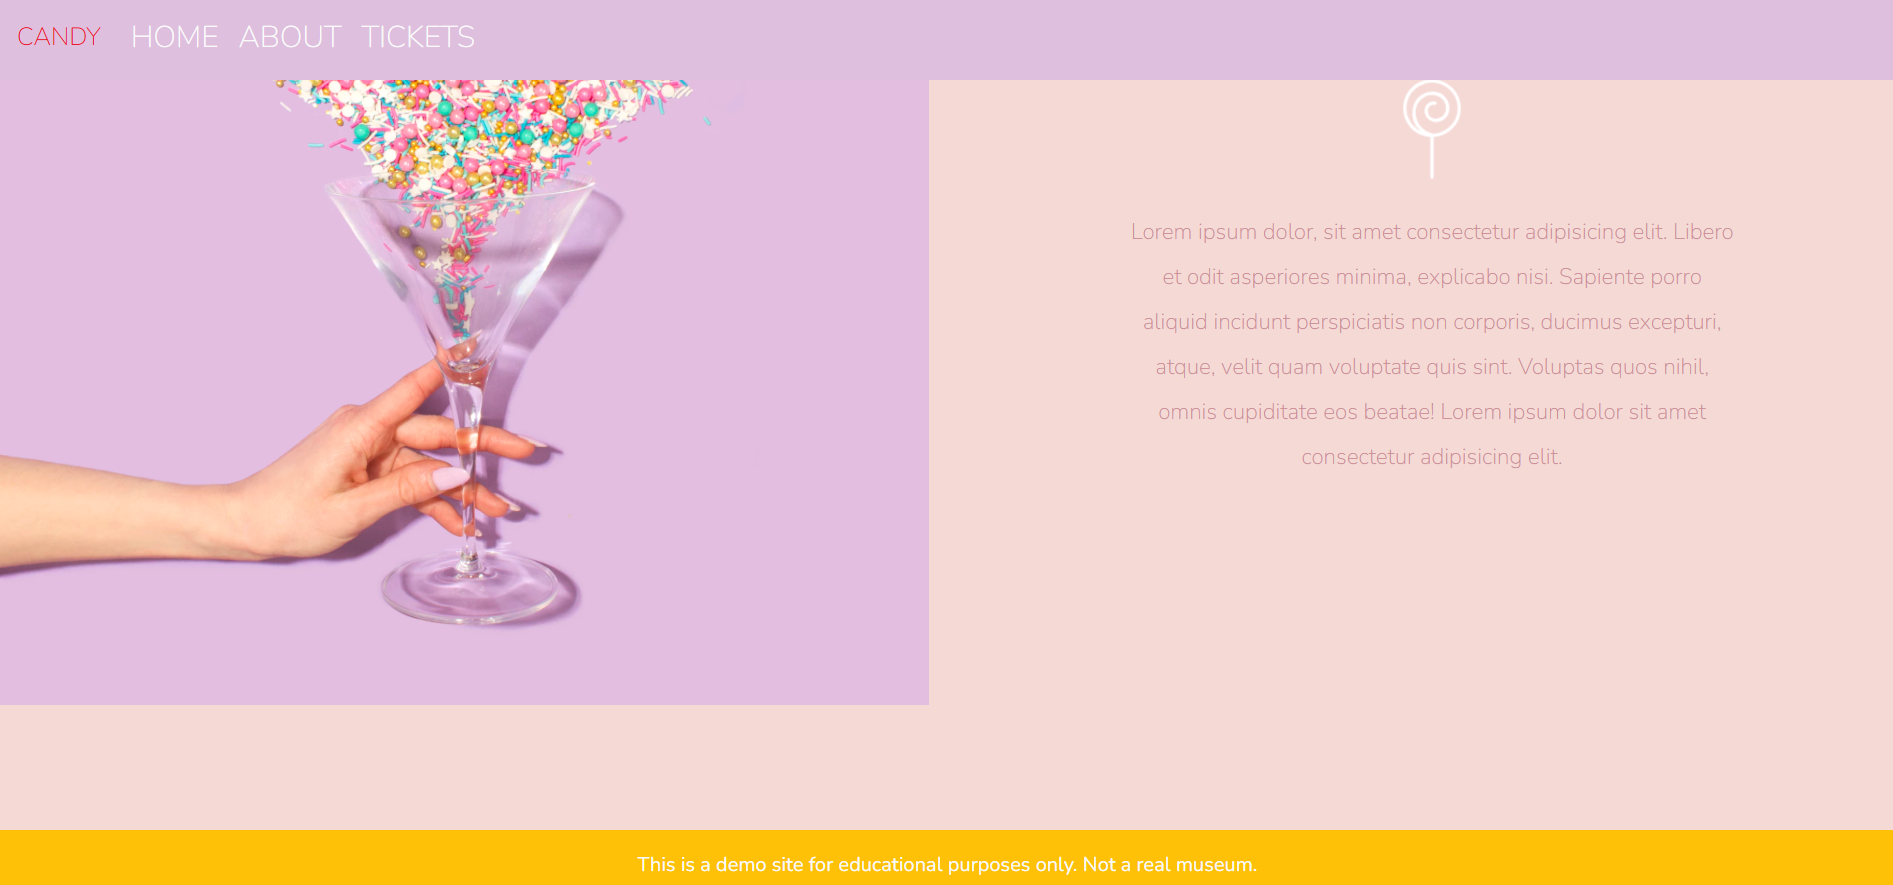 CANDY HOME ABOUT TICKETS
Lorem ipsum dolor, sit amet consectetur adipisicing elit. Libero
et odit asperiores minima, explicabo nisi. Sapiente porro
aliquid incidunt perspiciatis non corporis, ducimus excepturi,
atque, velit quam voluptate quis sint. Voluptas quos nihil,
omnis cupiditate eos beatae! Lorem ipsum dolor sit amet
consectetur adipisicing elit.
This is a demo site for educational purposes only. Not a real museum.